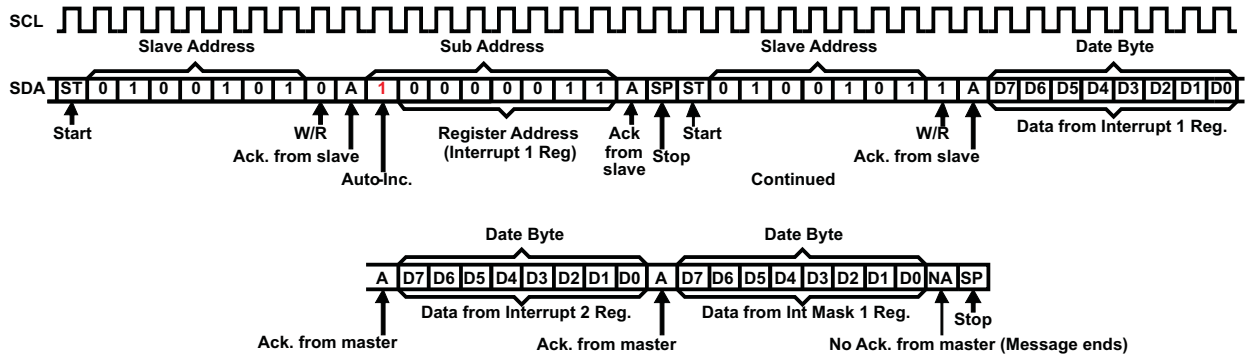 SCL
Slave Address Sub Address Slave Address Date Byte
SDA ST 0 1 0 0 1 0 1 0 A 1 0 0 0 0 0 1 1 A SP ST 0 1 0 0 1 0 1 1 A D7 D6 D5 D4 D3 D2 D1 D0
Start W/R Register Address Ack Start W/R Data from Interrupt 1 Reg.
Ack. from slave (Interrupt 1 Reg) from Stop Ack. from slave
slave
Auto-Inc. Continued
Date Byte Date Byte
A D7 D6 D5 D4 D3 D2 D1 D0 A D7 D6 D5 D4 D3 D2 D1 D0 NA SP
Data from Interrupt 2 Reg. Data from Int Mask 1 Reg. Stop
Ack. from master Ack. from master No Ack. from master (Message ends)